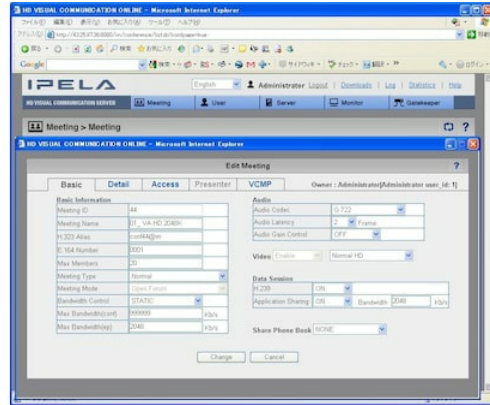 HD VISUAL COMMUNICATION ONLINE - Microsoft Internet Explorer
Google
IPELA
English
Administrator Logout | Downloads | Log | Statistics | Help
HD VISUAL COMMUNICATION SERVER
Meeting
User
Server
Monitor
Gatekeeper
Meeting > Meeting
?
HD VISUAL COMMUNICATION ONLINE - Microsoft Internet Explorer
Edit Meeting
?
Basic
Detail
Access
Presenter
VCMP
Owner : Administrator[Administrator user_id: 1]
Basic Information
Meeting ID 44
Meeting Name
H.323 Alias
E.164 Number 0001
Max Members 20
Meeting Type Normal
Meeting Mode Open Forum
Bandwidth Control STATIC
Max Bandwidth(conf) 999999 Kb/s
Max Bandwidth(ep) 2048 Kb/s
Audio
Audio Codec G.722
Audio Latency 2 Frame
Audio Gain Control OFF
Video Enable Normal HD
Data Session
H.239 ON
Application Sharing ON Bandwidth 2048 Kb/s
Share Phone Book NONE
Change
Cancel